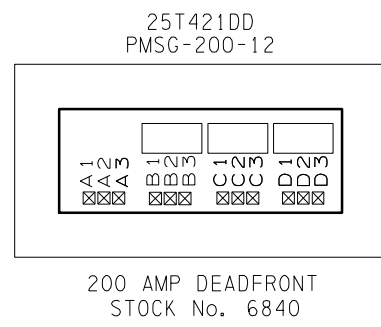 25T421DD
PMSG-200-12
A1 A2 A3 B1 B2 B3 C1 C2 C3 D1 D2 D3
200 AMP DEADFRONT
STOCK No. 6840